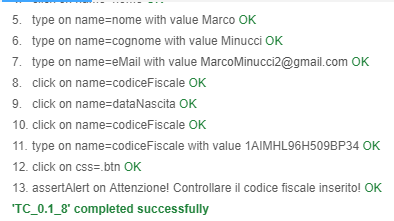 5. type on name=nome with value Marco OK
6. type on name=cognome with value Minucci OK
7. type on name=eMail with value MarcoMinucci2@gmail.com OK
8. click on name=codiceFiscale OK
9. click on name=dataNascita OK
10. click on name=codiceFiscale OK
11. type on name=codiceFiscale with value 1AIMHL96H509BP34 OK
12. click on css=.btn OK
13. assertAlert on Attenzione! Controllare il codice fiscale inserito! OK
'TC_0.1_8' completed successfully